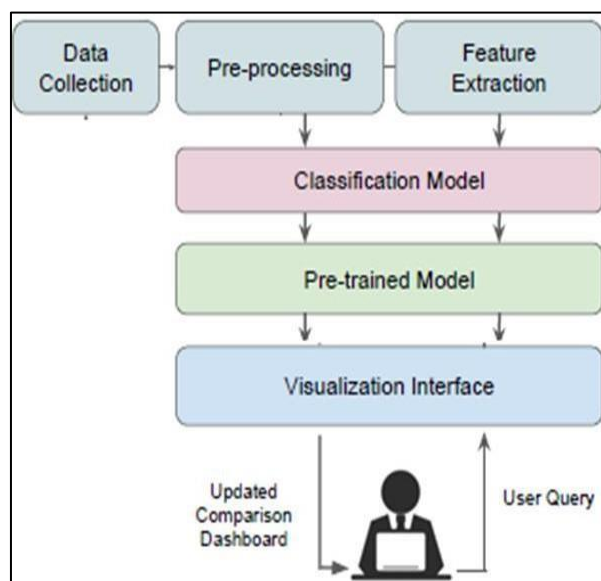 Data
Collection
Pre-processing
Feature
Extraction
Classification Model
Pre-trained Model
Visualization Interface
Updated
Comparison
Dashboard
User Query